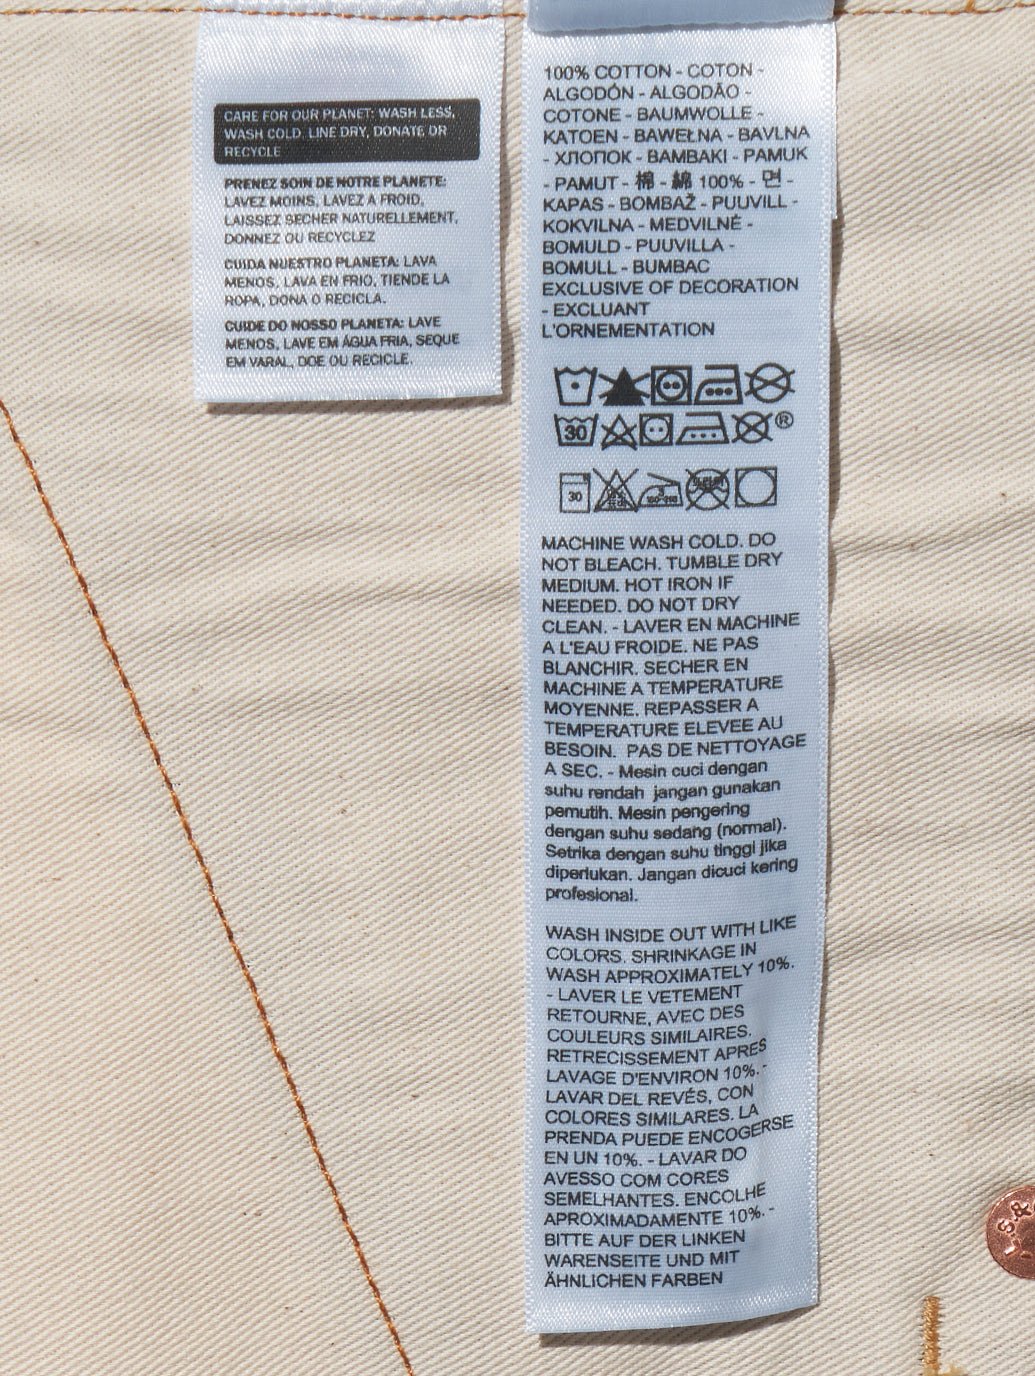 CARE FOR OUR PLANET: WASH LESS,
WASH COLD, LINE DRY, DONATE OR
RECYCLE
PRENEZ SOIN DE NOTRE PLANETE:
LAVEZ MOINS, LAVEZ A FROID,
LAISSEZ SECHER NATURELLEMENT,
DONNEZ OU RECYCLEZ
CUIDA NUESTRO PLANETA: LAVA
MENOS, LAVA EN FRIO, TIENDE LA
ROPA, DONA O RECICLA.
CUIDE DO NOSSO PLANETA: LAVE
MENOS, LAVE EM ÁGUA FRIA, SEQUE
EM VARAL, DOE OU RECICLE.
100% COTTON - COTON -
ALGODÓN - ALGODÃO -
COTONE - BAUMWOLLE -
KATOEN - BAWEŁNA - BAVLNA
- ХЛОПОК - BAMBAKI - PAMUK
- PAMUT - 棉 - 綿 100% - 면 -
KAPAS - BOMBAŽ - PUUVILL -
KOKVILNA - MEDVILNĖ -
BOMULD - PUUVILLA -
BOMULL - BUMBAC
EXCLUSIVE OF DECORATION
- EXCLUANT
L'ORNEMENTATION
30 ®
30
MACHINE WASH COLD. DO
NOT BLEACH. TUMBLE DRY
MEDIUM. HOT IRON IF
NEEDED. DO NOT DRY
CLEAN. - LAVER EN MACHINE
A L'EAU FROIDE. NE PAS
BLANCHIR. SECHER EN
MACHINE A TEMPERATURE
MOYENNE. REPASSER A
TEMPERATURE ELEVEE AU
BESOIN. PAS DE NETTOYAGE
A SEC. - Mesin cuci dengan
suhu rendah jangan gunakan
pemutih. Mesin pengering
dengan suhu sedang (normal).
Setrika dengan suhu tinggi jika
diperlukan. Jangan dicuci kering
profesional.
WASH INSIDE OUT WITH LIKE
COLORS. SHRINKAGE IN
WASH APPROXIMATELY 10%.
- LAVER LE VETEMENT
RETOURNE, AVEC DES
COULEURS SIMILAIRES.
RETRECISSEMENT APRES
LAVAGE D'ENVIRON 10%. -
LAVAR DEL REVÉS, CON
COLORES SIMILARES. LA
PRENDA PUEDE ENCOGERSE
EN UN 10%. - LAVAR DO
AVESSO COM CORES
SEMELHANTES. ENCOLHE
APROXIMADAMENTE 10%. -
BITTE AUF DER LINKEN
WARENSEITE UND MIT
ÄHNLICHEN FARBEN
L.S.&